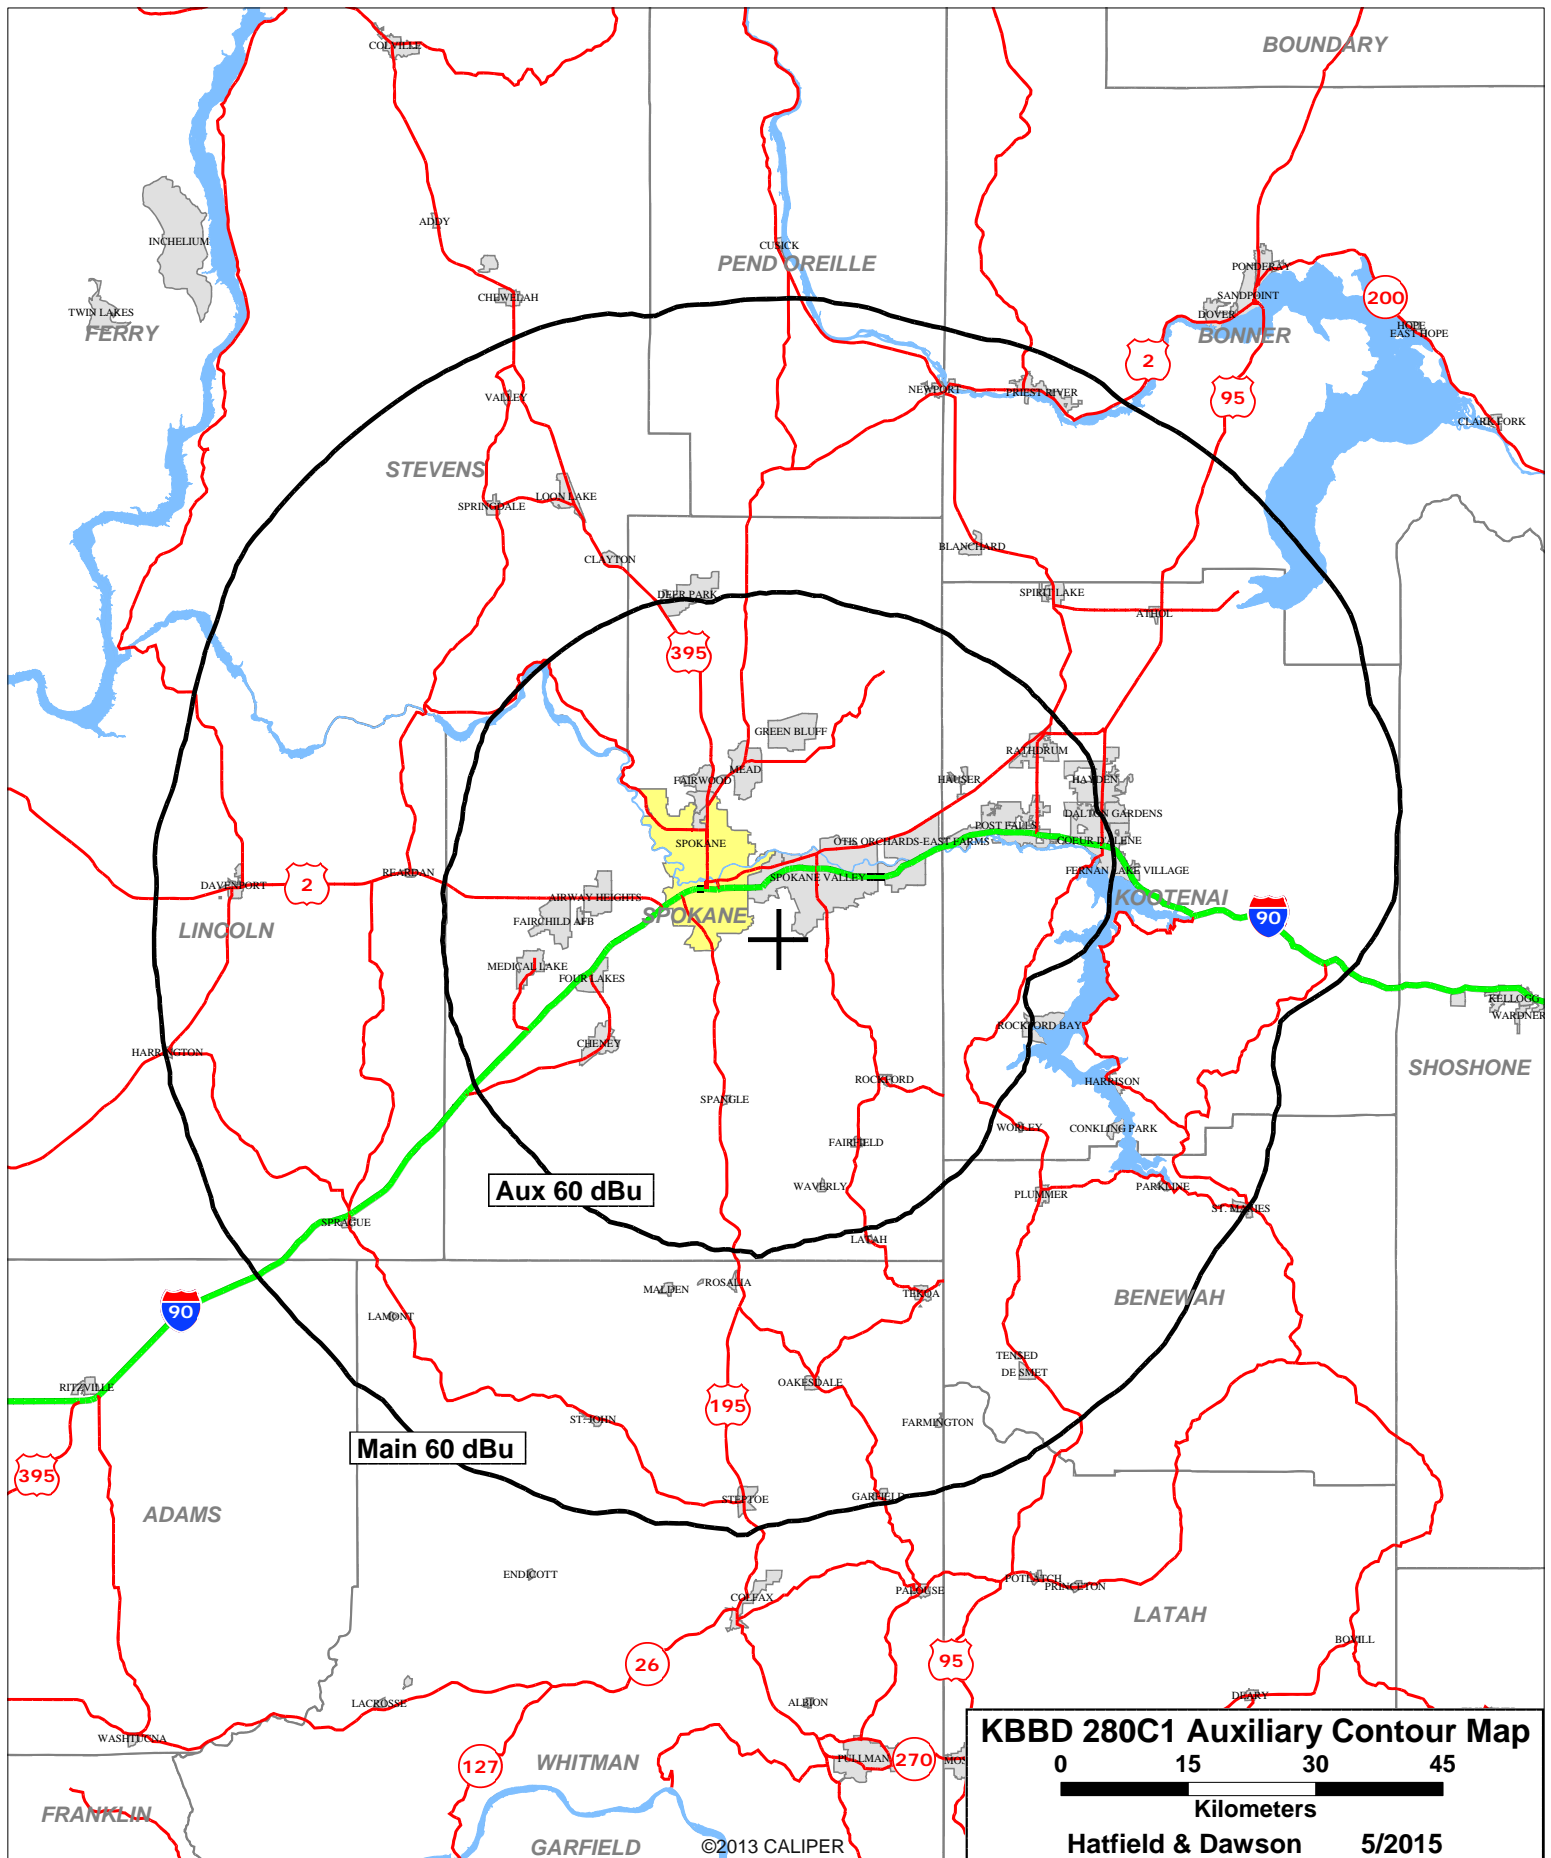 COLVILLE
BOUNDARY
ADDY
INCHELIUM
CUSICK
PEND OREILLE
PONDERAY
CHEWELAH
SANDPOINT
200
TWIN LAKES
DOVER
HOPE
FERRY
BONNER
EAST HOPE
2
VALLEY
NEWPORT
PRIEST RIVER
95
CLARK FORK
STEVENS
LOON LAKE
SPRINGDALE
CLAYTON
BLANCHARD
DEER PARK
SPIRIT LAKE
ATHOL
395
GREEN BLUFF
RATHDRUM
MEAD
FAIRWOOD
HAUSER
HAYDEN
DALTON GARDENS
POST FALLS
SPOKANE
OTIS ORCHARDS-EAST FARMS
COEUR D'ALENE
REARDAN
SPOKANE VALLEY
FERNAN LAKE VILLAGE
DAVENPORT
2
AIRWAY HEIGHTS
KOOTENAI
FAIRCHILD AFB
SPOKANE
90
LINCOLN
MEDICAL LAKE
FOUR LAKES
KELLOGG
WARDNER
ROCKFORD BAY
CHENEY
HARRINGTON
SHOSHONE
ROCKFORD
HARRISON
SPANGLE
WORLEY
CONKLING PARK
FAIRFIELD
Aux 60 dBu
WAVERLY
PLUMMER
PARKLINE
ST. MARIES
SPRAGUE
LATAH
MALDEN
ROSALIA
TEKOA
BENEWAH
90
LAMONT
TENSED
DE SMET
RITZVILLE
OAKESDALE
195
ST. JOHN
FARMINGTON
Main 60 dBu
395
STEPTOE
GARFIELD
ADAMS
ENDICOTT
POTLATCH
PRINCETON
COLFAX
PALOUSE
LATAH
BOVILL
26
95
DEARY
LACROSSE
ALBION
WASHTUCNA
KBBD 280C1 Auxiliary Contour Map
WHITMAN
127
PULLMAN
270
MOS
0 15 30 45
Kilometers
FRANKLIN
GARFIELD
©2013 CALIPER
Hatfield & Dawson 5/2015